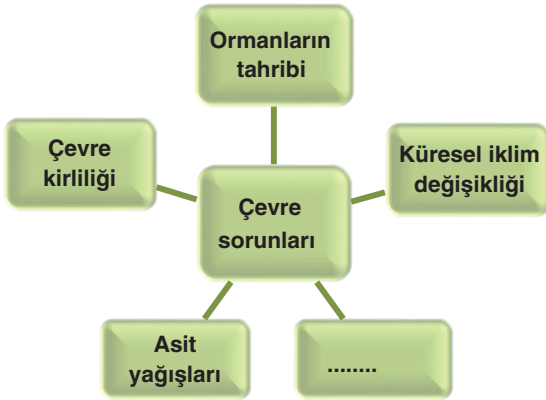 Ormanların
tahribi
Çevre
kirliliği
Küresel iklim
değişikliği
Çevre
sorunları
Asit
yağışları
........